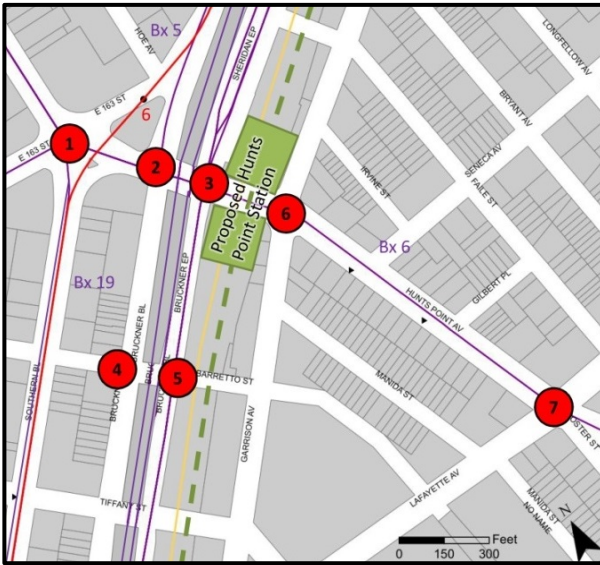 Bx 5
HOE AV
SHERIDAN EP
LONGFELLOW AV
BRYANT AV
E 163 ST
6
E 163 ST
1
2
3
6
Proposed Hunts
Point Station
IRVINE ST
FAILE ST
SENECA AV
Bx 6
GILBERT PL
HUNTS POINT AV
Bx 19
BRUCKNER EP
BRUCKNER BL
SOUTHERN BL
4
5
BARRETTO ST
MANIDA ST
7
GARRISON AV
TIFFANY ST
LAFAYETTE AV
MANIDA ST
NO NAME
N
Feet
0 150 300